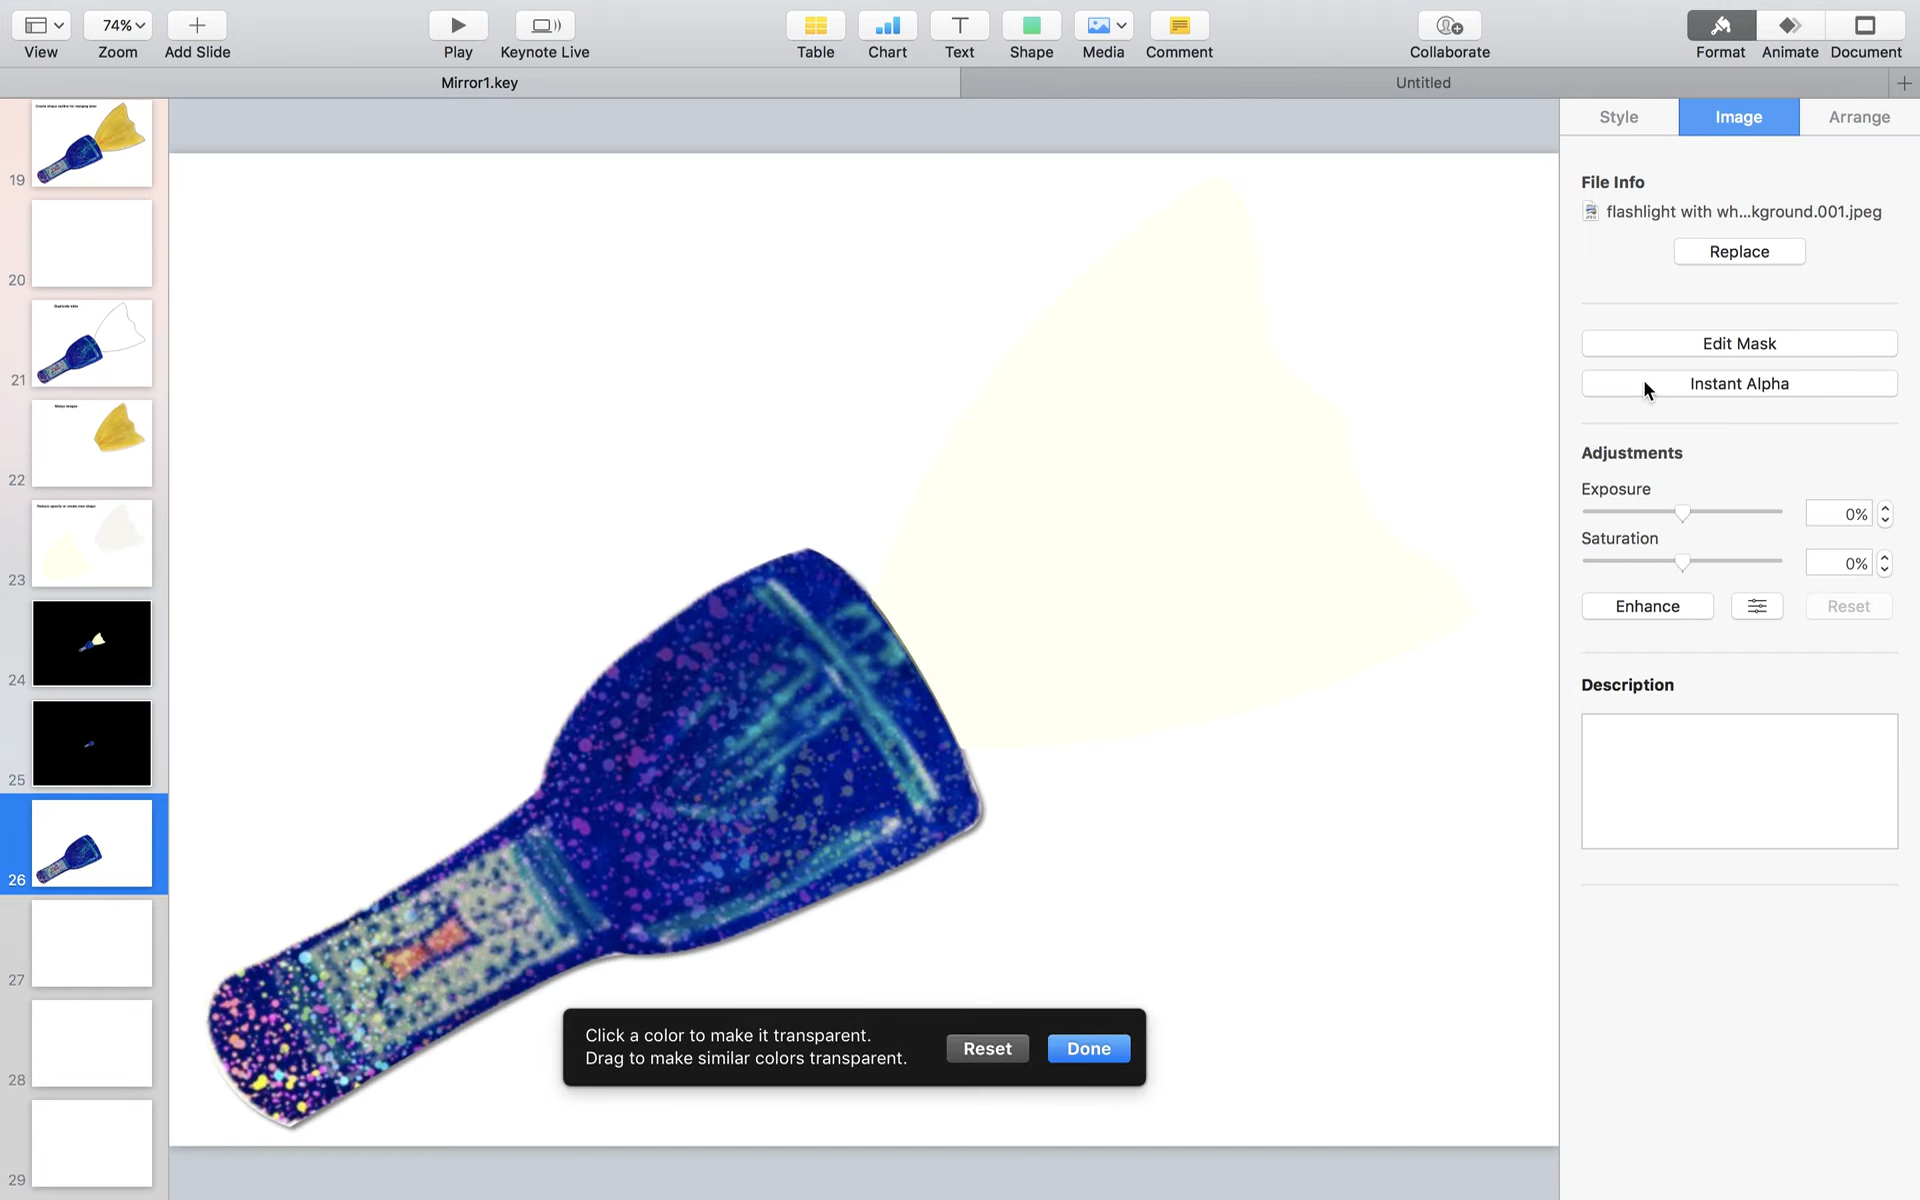 74%
View
Zoom
Add Slide
Play
Keynote Live
Table
Chart
Text
Shape
Media
Comment
Collaborate
Format
Animate
Document
Mirror1.key
Untitled
19
20
21
22
23
24
25
26
27
28
29
Click a color to make it transparent.
Drag to make similar colors transparent.
Reset
Done
Style
Image
Arrange
File Info
flashlight with wh...kground.001.jpeg
Replace
Edit Mask
Instant Alpha
Adjustments
Exposure
0%
Saturation
0%
Enhance
Reset
Description